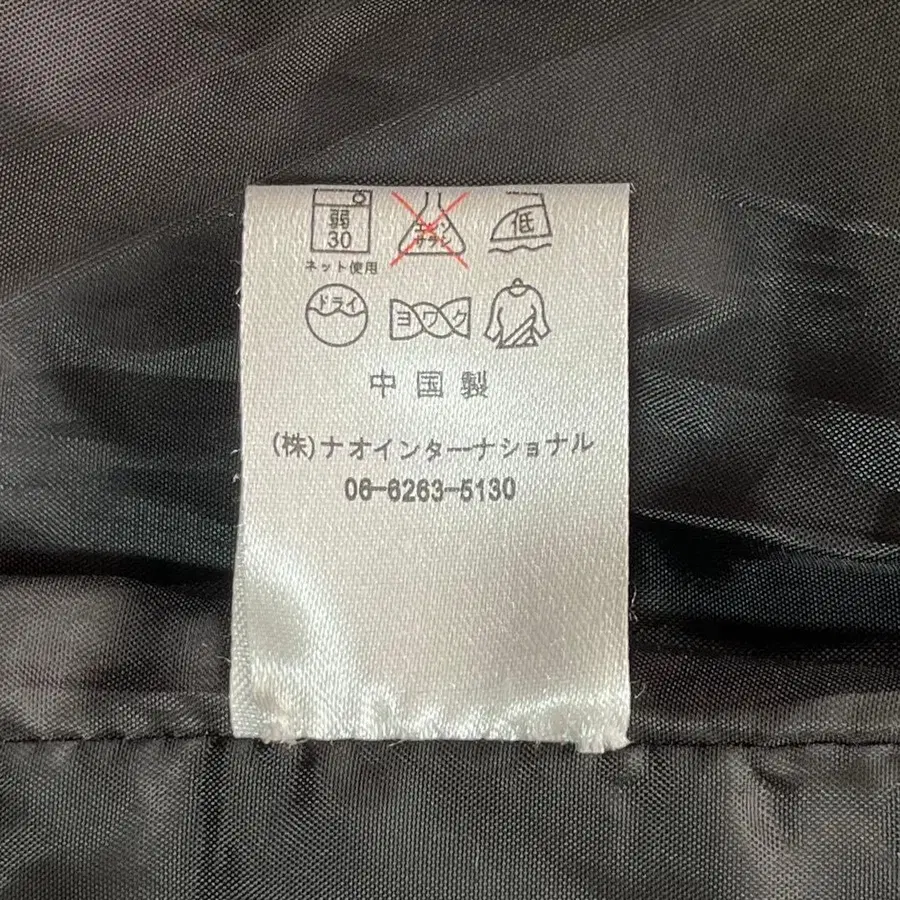 弱 エンソ 低
30 サラシ
ネット使用
ドライ ヨワク
中国製
(株)ナオインターナショナル
06-6263-5130